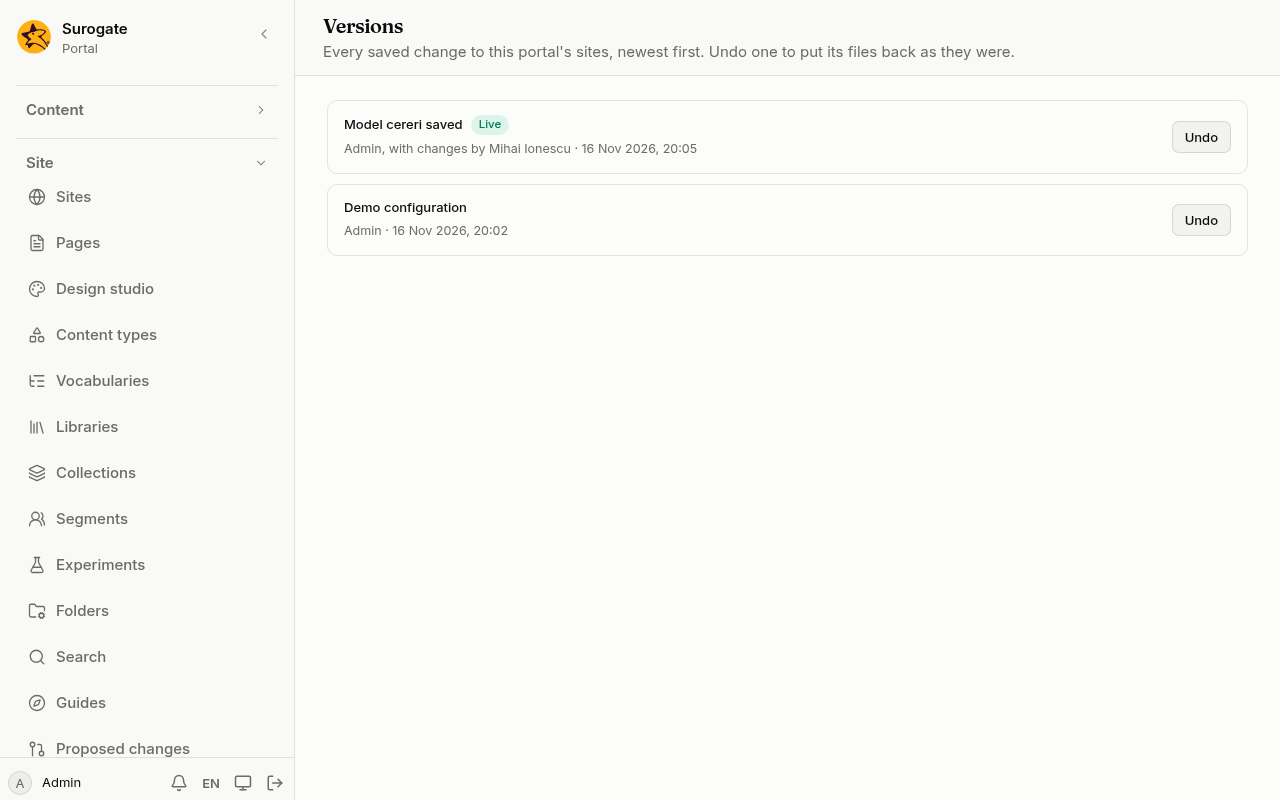 Surogate
Portal
Content
Site
Sites
Pages
Design studio
Content types
Vocabularies
Libraries
Collections
Segments
Experiments
Folders
Search
Guides
Proposed changes
A Admin EN
Versions
Every saved change to this portal's sites, newest first. Undo one to put its files back as they were.
Model cereri saved Live
Admin, with changes by Mihai Ionescu · 16 Nov 2026, 20:05
Undo
Demo configuration
Admin · 16 Nov 2026, 20:02
Undo